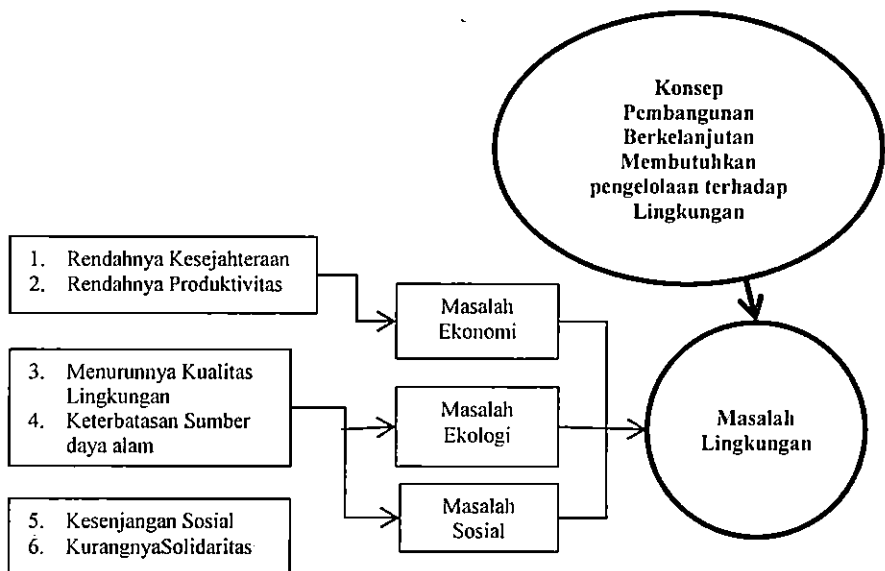 Konsep
Pembangunan
Berkelanjutan
Membutuhkan
pengelolaan terhadap
Lingkungan
1. Rendahnya Kesejahteraan
2. Rendahnya Produktivitas
Masalah
Ekonomi
3. Menurunnya Kualitas
Lingkungan
4. Keterbatasan Sumber
daya alam
Masalah
Ekologi
Masalah
Lingkungan
5. Kesenjangan Sosial
6. KurangnyaSolidaritas
Masalah
Sosial